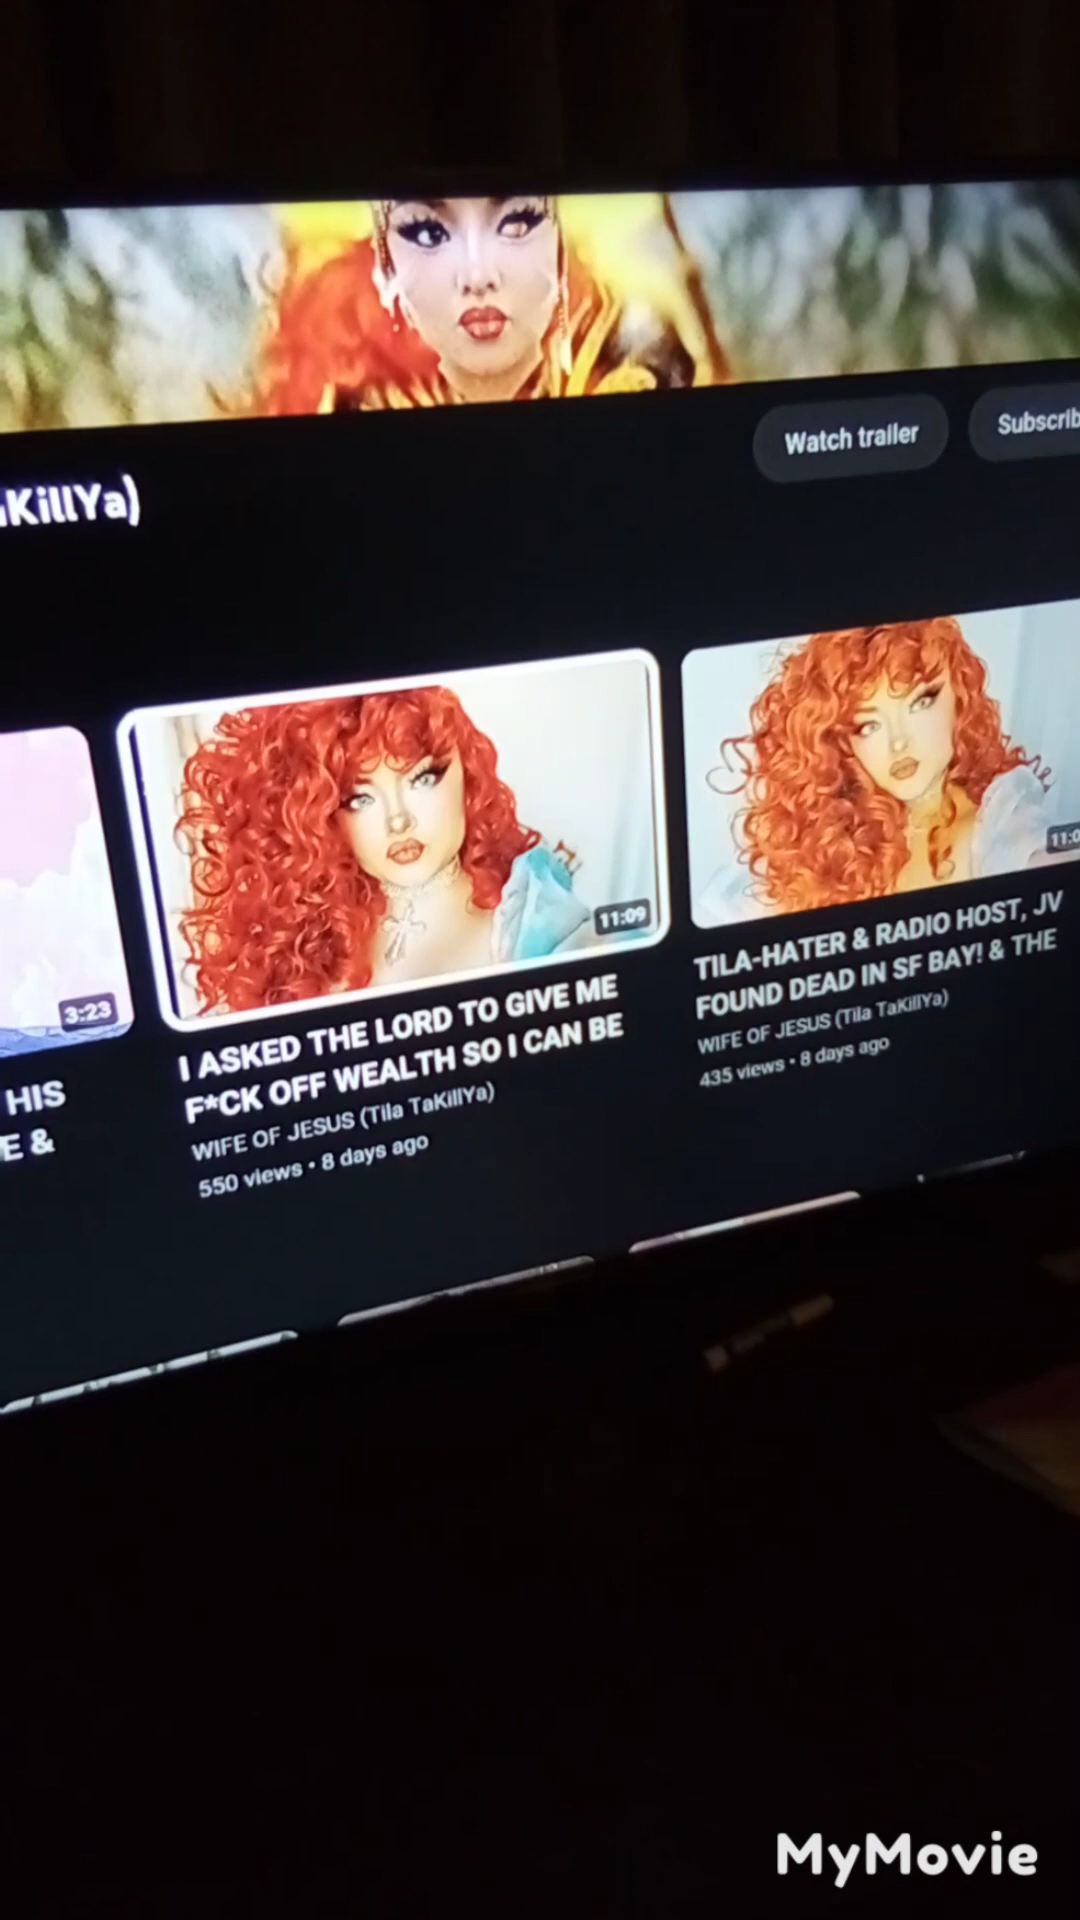 Watch trailer
Subscrib
KillYa)
11:09
11:0
3:23
HIS
E &
I ASKED THE LORD TO GIVE ME
F*CK OFF WEALTH SO I CAN BE
WIFE OF JESUS (Tila TaKillYa)
550 views • 8 days ago
TILA-HATER & RADIO HOST, JV
FOUND DEAD IN SF BAY! & THE
WIFE OF JESUS (Tila TaKillYa)
435 views • 8 days ago
MyMovie